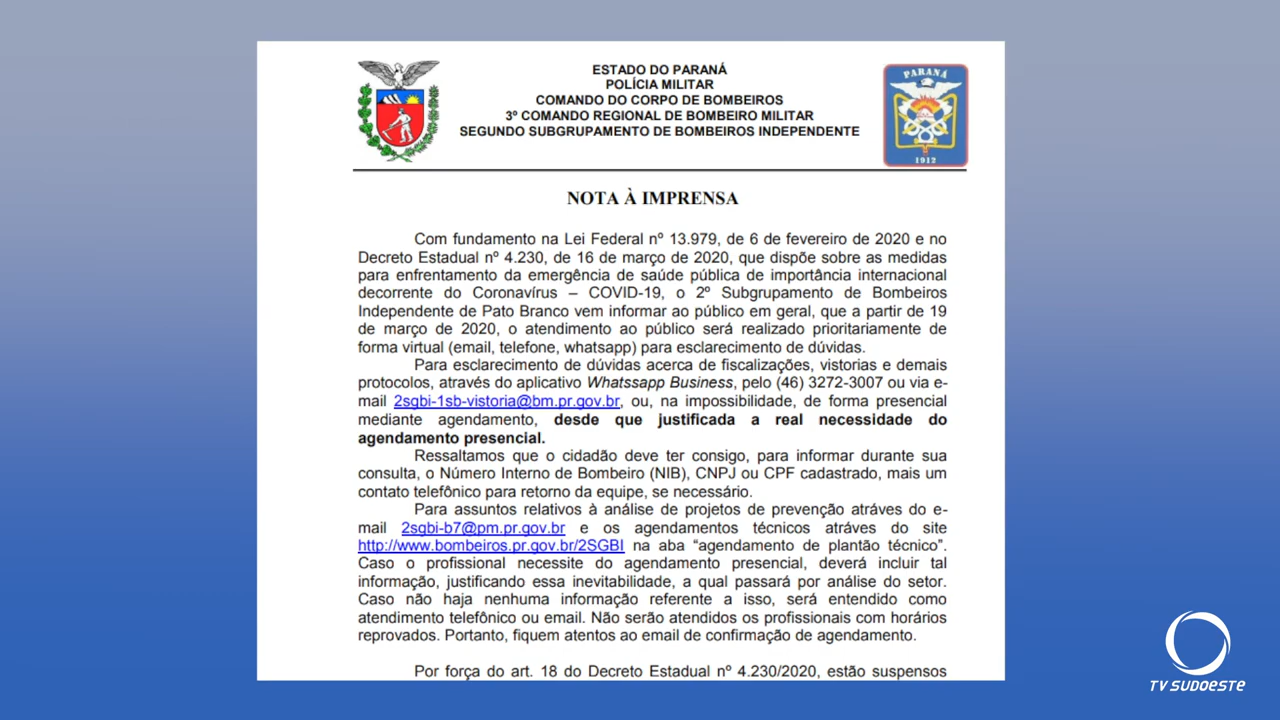 ESTADO DO PARANÁ
POLÍCIA MILITAR
COMANDO DO CORPO DE BOMBEIROS
3º COMANDO REGIONAL DE BOMBEIRO MILITAR
SEGUNDO SUBGRUPAMENTO DE BOMBEIROS INDEPENDENTE
PARANÁ
1912
NOTA À IMPRENSA
Com fundamento na Lei Federal nº 13.979, de 6 de fevereiro de 2020 e no
Decreto Estadual nº 4.230, de 16 de março de 2020, que dispõe sobre as medidas
para enfrentamento da emergência de saúde pública de importância internacional
decorrente do Coronavírus – COVID-19, o 2º Subgrupamento de Bombeiros
Independente de Pato Branco vem informar ao público em geral, que a partir de 19
de março de 2020, o atendimento ao público será realizado prioritariamente de
forma virtual (email, telefone, whatsapp) para esclarecimento de dúvidas.
Para esclarecimento de dúvidas acerca de fiscalizações, vistorias e demais
protocolos, através do aplicativo Whatssapp Business, pelo (46) 3272-3007 ou via e-
mail 2sgbi-1sb-vistoria@bm.pr.gov.br, ou, na impossibilidade, de forma presencial
mediante agendamento, desde que justificada a real necessidade do
agendamento presencial.
Ressaltamos que o cidadão deve ter consigo, para informar durante sua
consulta, o Número Interno de Bombeiro (NIB), CNPJ ou CPF cadastrado, mais um
contato telefônico para retorno da equipe, se necessário.
Para assuntos relativos à análise de projetos de prevenção atráves do e-
mail 2sgbi-b7@pm.pr.gov.br e os agendamentos técnicos atráves do site
http://www.bombeiros.pr.gov.br/2SGBI na aba “agendamento de plantão técnico”.
Caso o profissional necessite do agendamento presencial, deverá incluir tal
informação, justificando essa inevitabilidade, a qual passará por análise do setor.
Caso não haja nenhuma informação referente a isso, será entendido como
atendimento telefônico ou email. Não serão atendidos os profissionais com horários
reprovados. Portanto, fiquem atentos ao email de confirmação de agendamento.
Por força do art. 18 do Decreto Estadual nº 4.230/2020, estão suspensos
TV SUDOESTE